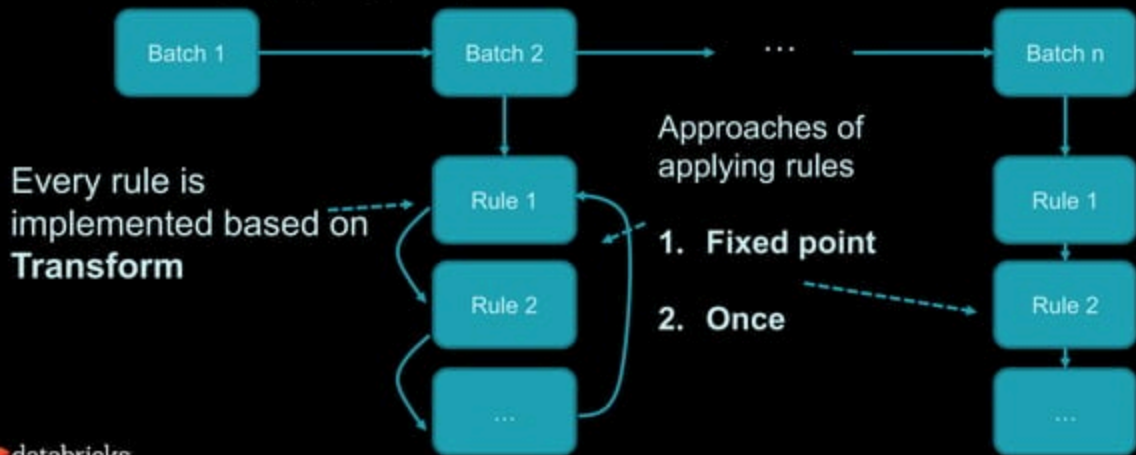 Batch 1
Batch 2
...
Batch n
Every rule is
implemented based on
Transform
Rule 1
Rule 2
...
Approaches of
applying rules
1. Fixed point
2. Once
Rule 1
Rule 2
...
databricks